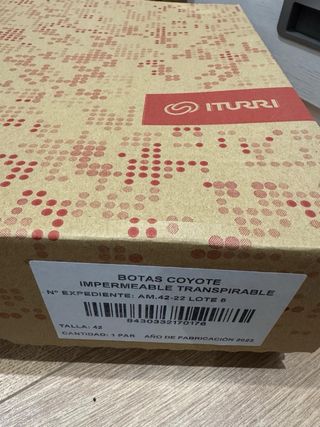 ITURRI
BOTAS COYOTE
IMPERMEABLE TRANSPIRABLE
Nº EXPEDIENTE: AM.42-22 LOTE 6
8430332170176
TALLA: 42
CANTIDAD: 1 PAR AÑO DE FABRICACIÓN 2022